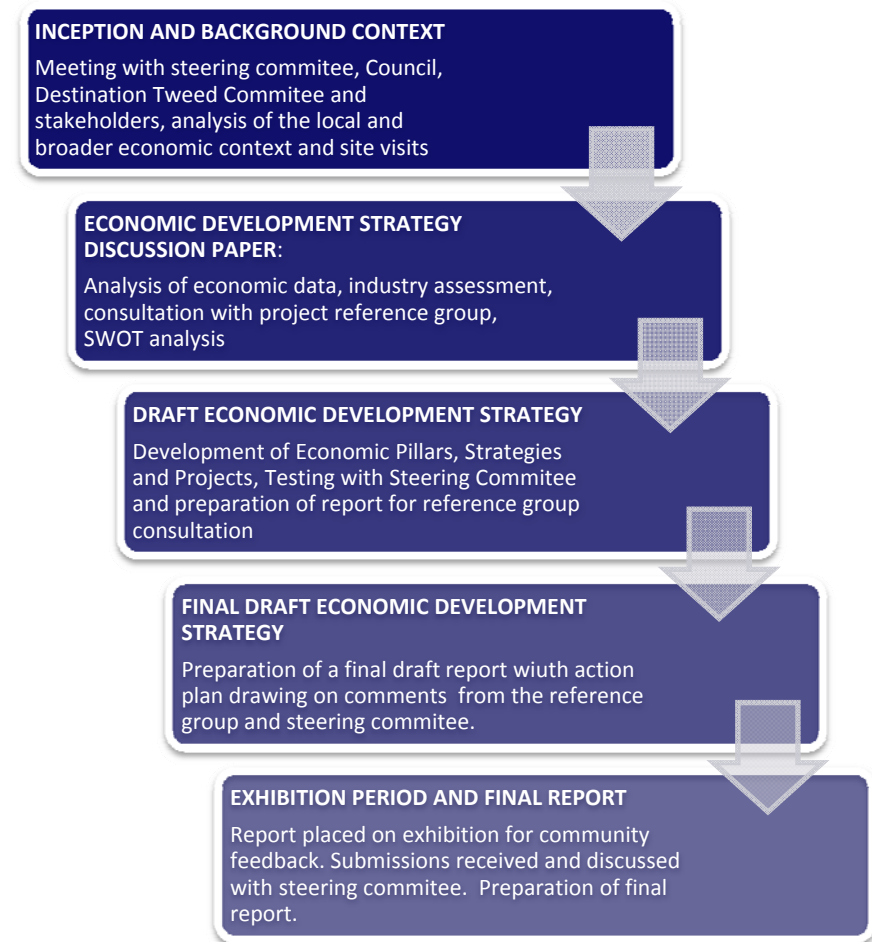 INCEPTION AND BACKGROUND CONTEXT
Meeting with steering commitee, Council,
Destination Tweed Commitee and
stakeholders, analysis of the local and
broader economic context and site visits
ECONOMIC DEVELOPMENT STRATEGY
DISCUSSION PAPER:
Analysis of economic data, industry assessment,
consultation with project reference group,
SWOT analysis
DRAFT ECONOMIC DEVELOPMENT STRATEGY
Development of Economic Pillars, Strategies
and Projects, Testing with Steering Commitee
and preparation of report for reference group
consultation
FINAL DRAFT ECONOMIC DEVELOPMENT
STRATEGY
Preparation of a final draft report wiuth action
plan drawing on comments  from the reference
group and steering commitee.
EXHIBITION PERIOD AND FINAL REPORT
Report placed on exhibition for community
feedback. Submissions received and discussed
with steering commitee.  Preparation of final
report.